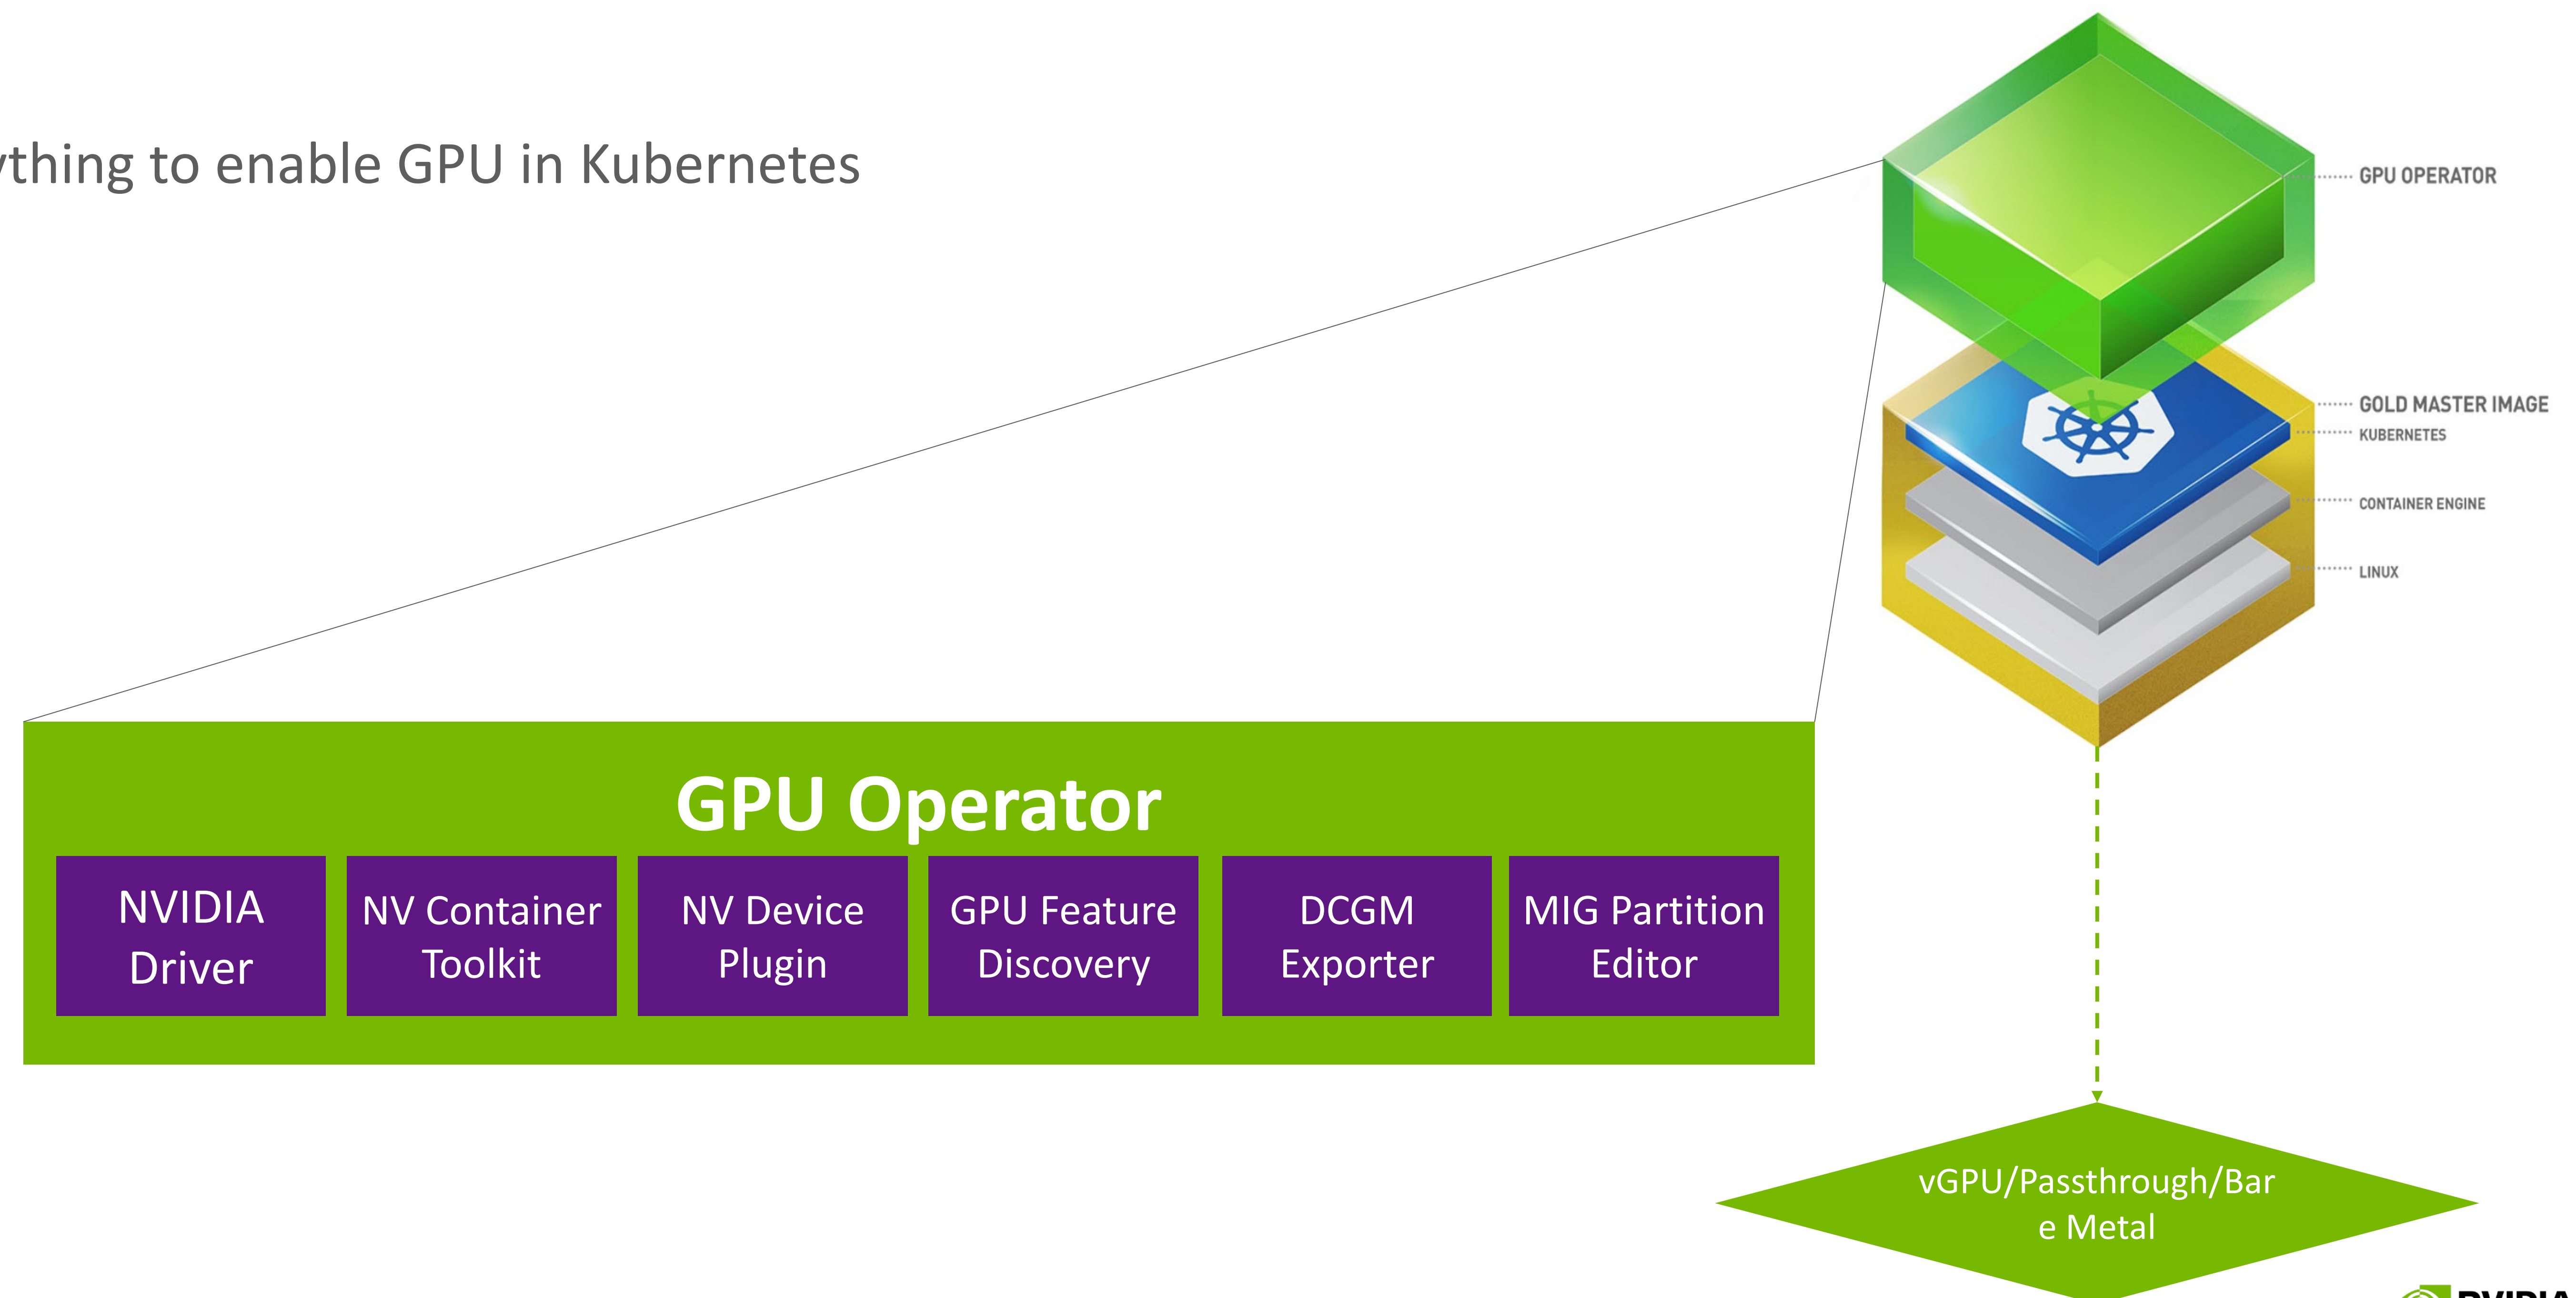 ything to enable GPU in Kubernetes
GPU OPERATOR
GOLD MASTER IMAGE
KUBERNETES
CONTAINER ENGINE
LINUX
GPU Operator
NVIDIA
Driver
NV Container
Toolkit
NV Device
Plugin
GPU Feature
Discovery
DCGM
Exporter
MIG Partition
Editor
vGPU/Passthrough/Bar
e Metal